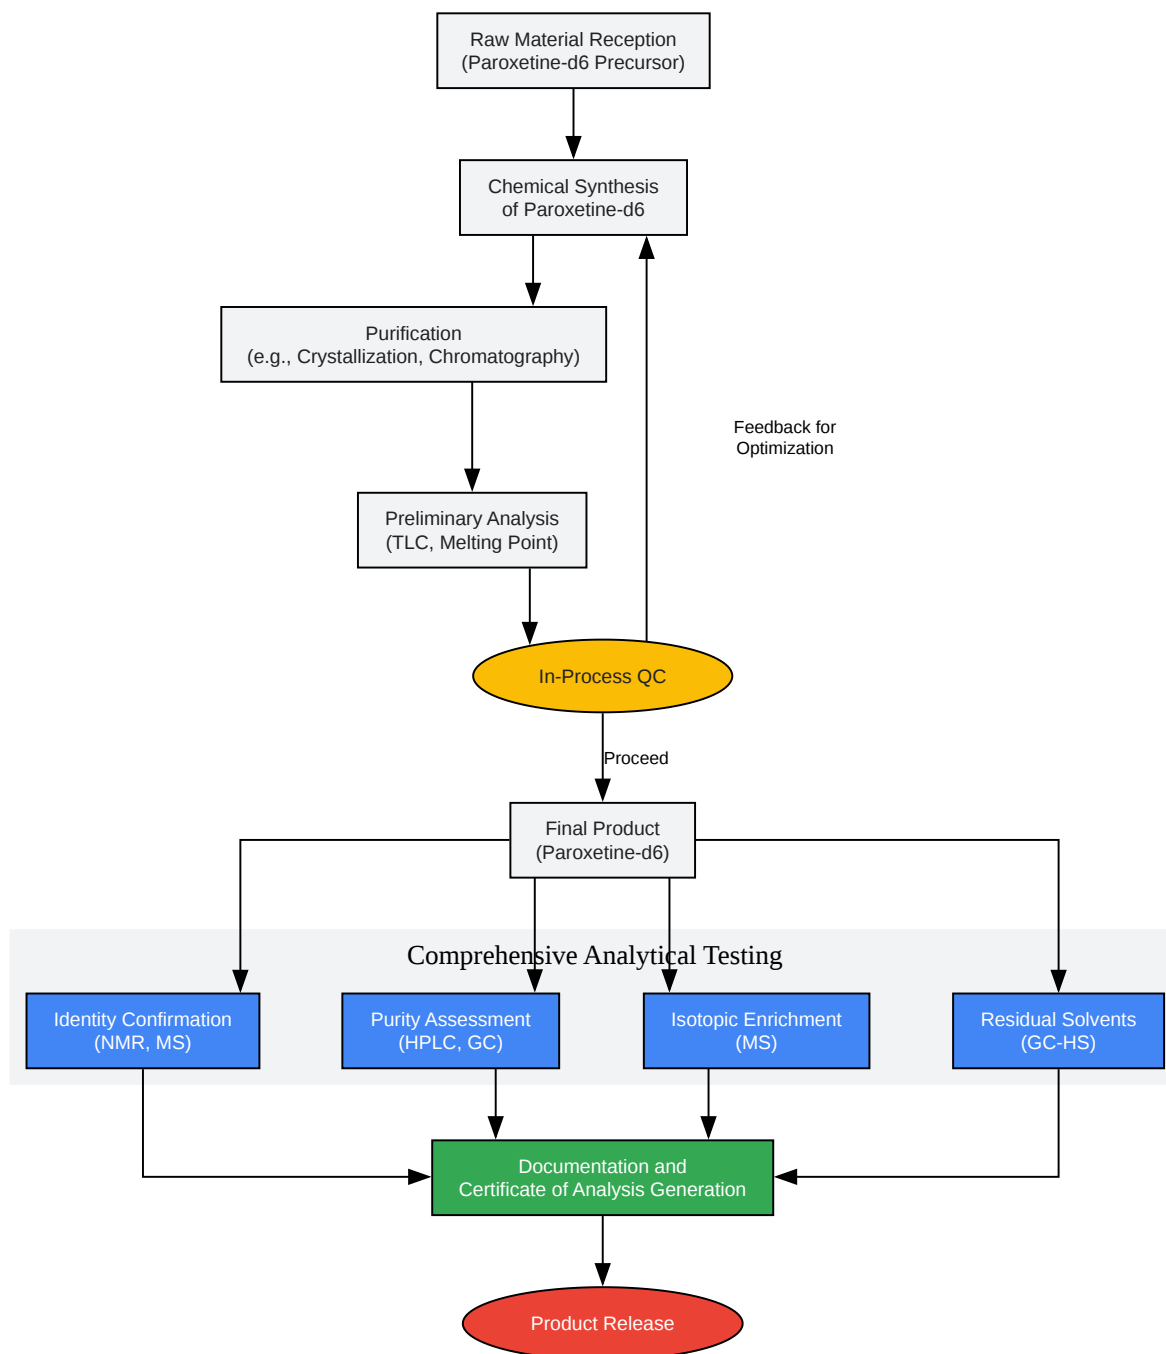 Raw Material Reception
(Paroxetine-d6 Precursor)
Chemical Synthesis
of Paroxetine-d6
Purification
(e.g., Crystallization, Chromatography)
Feedback for
Optimization
Preliminary Analysis
(TLC, Melting Point)
In-Process QC
Proceed
Final Product
(Paroxetine-d6)
Comprehensive Analytical Testing
Identity Confirmation
(NMR, MS)
Purity Assessment
(HPLC, GC)
Isotopic Enrichment
(MS)
Residual Solvents
(GC-HS)
Documentation and
Certificate of Analysis Generation
Product Release